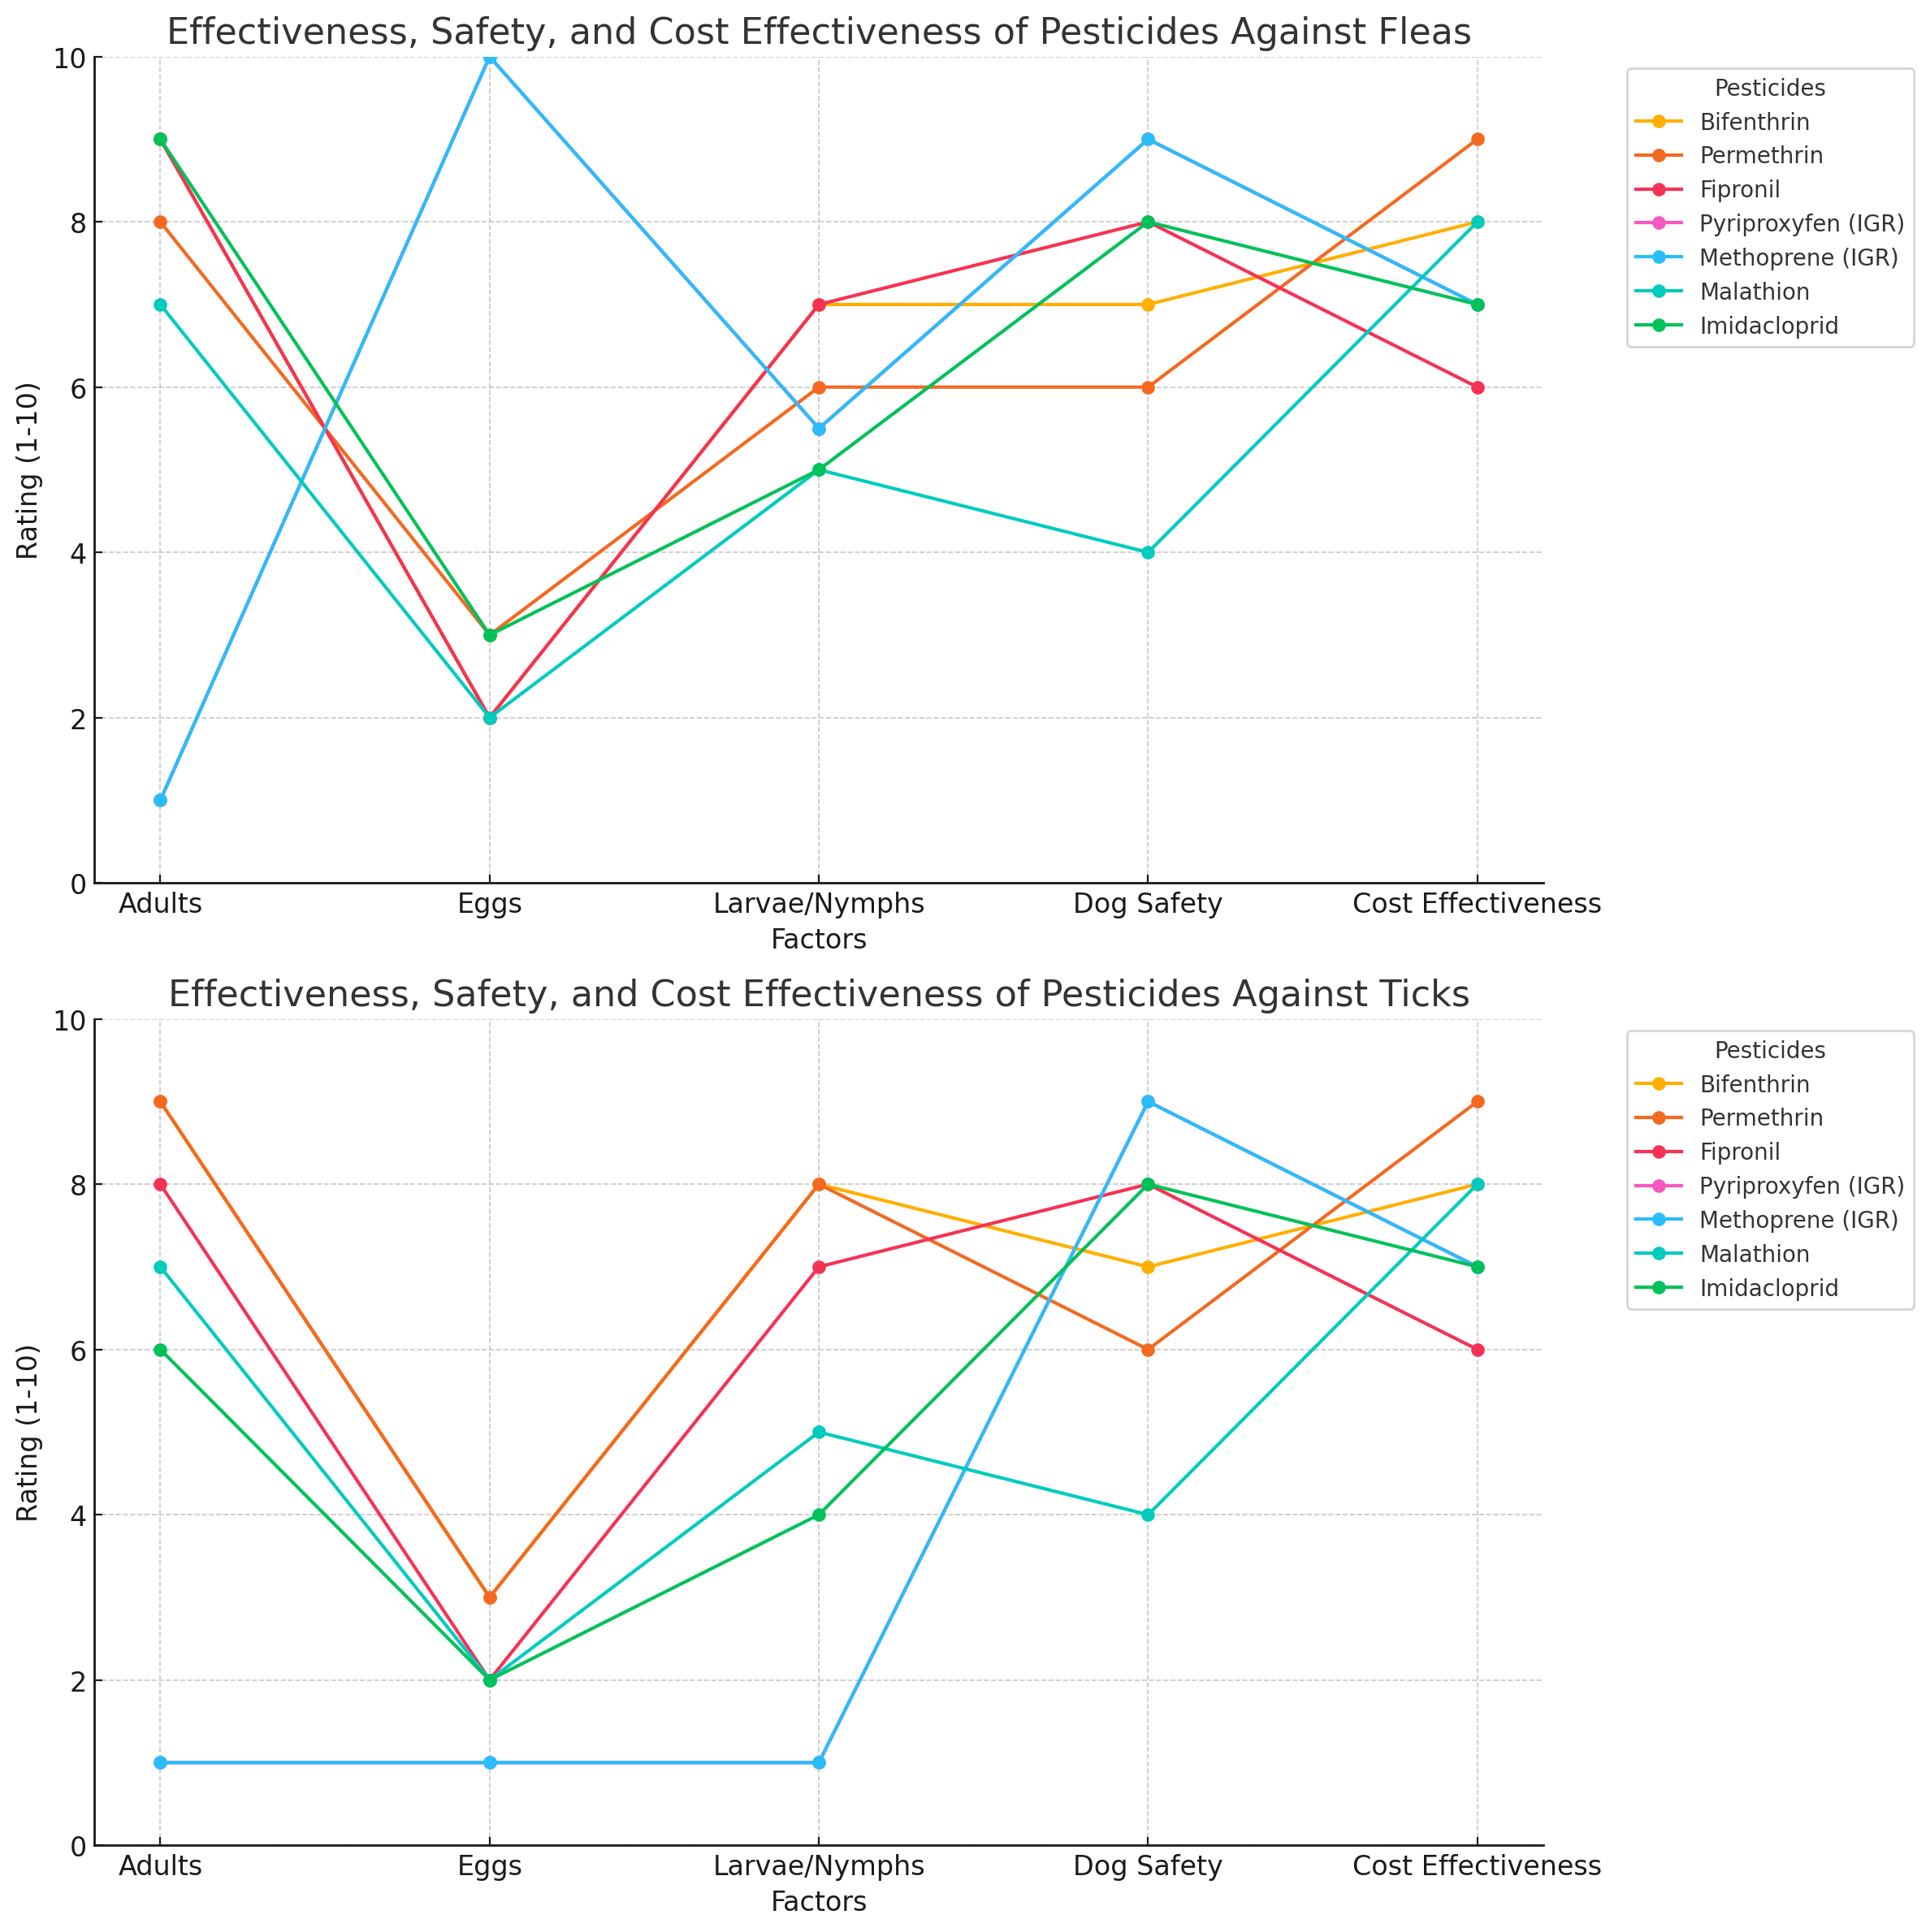 Effectiveness, Safety, and Cost Effectiveness of Pesticides Against Fleas
10
8
6
4
2
0
Rating (1-10)
Adults
Eggs
Larvae/Nymphs
Dog Safety
Cost Effectiveness
Factors
Pesticides
Bifenthrin
Permethrin
Fipronil
Pyriproxyfen (IGR)
Methoprene (IGR)
Malathion
Imidacloprid
Effectiveness, Safety, and Cost Effectiveness of Pesticides Against Ticks
10
8
6
4
2
0
Rating (1-10)
Adults
Eggs
Larvae/Nymphs
Dog Safety
Cost Effectiveness
Factors
Pesticides
Bifenthrin
Permethrin
Fipronil
Pyriproxyfen (IGR)
Methoprene (IGR)
Malathion
Imidacloprid